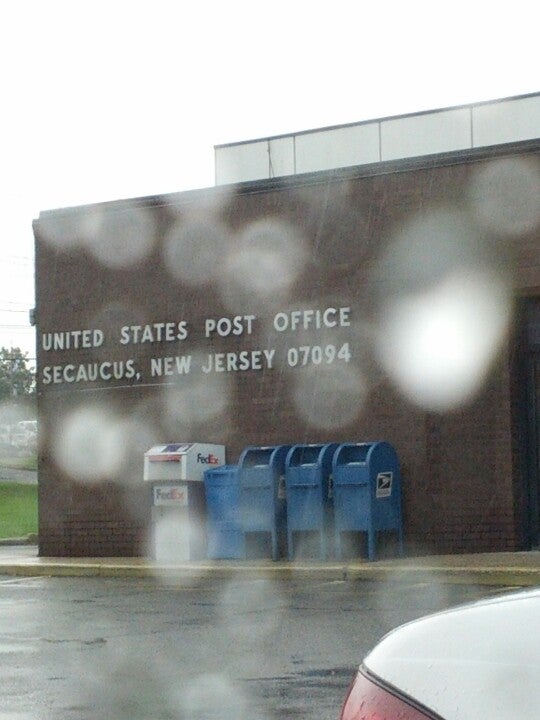 UNITED STATES POST OFFICE
SECAUCUS, NEW JERSEY 07094
FedEx
FedEx